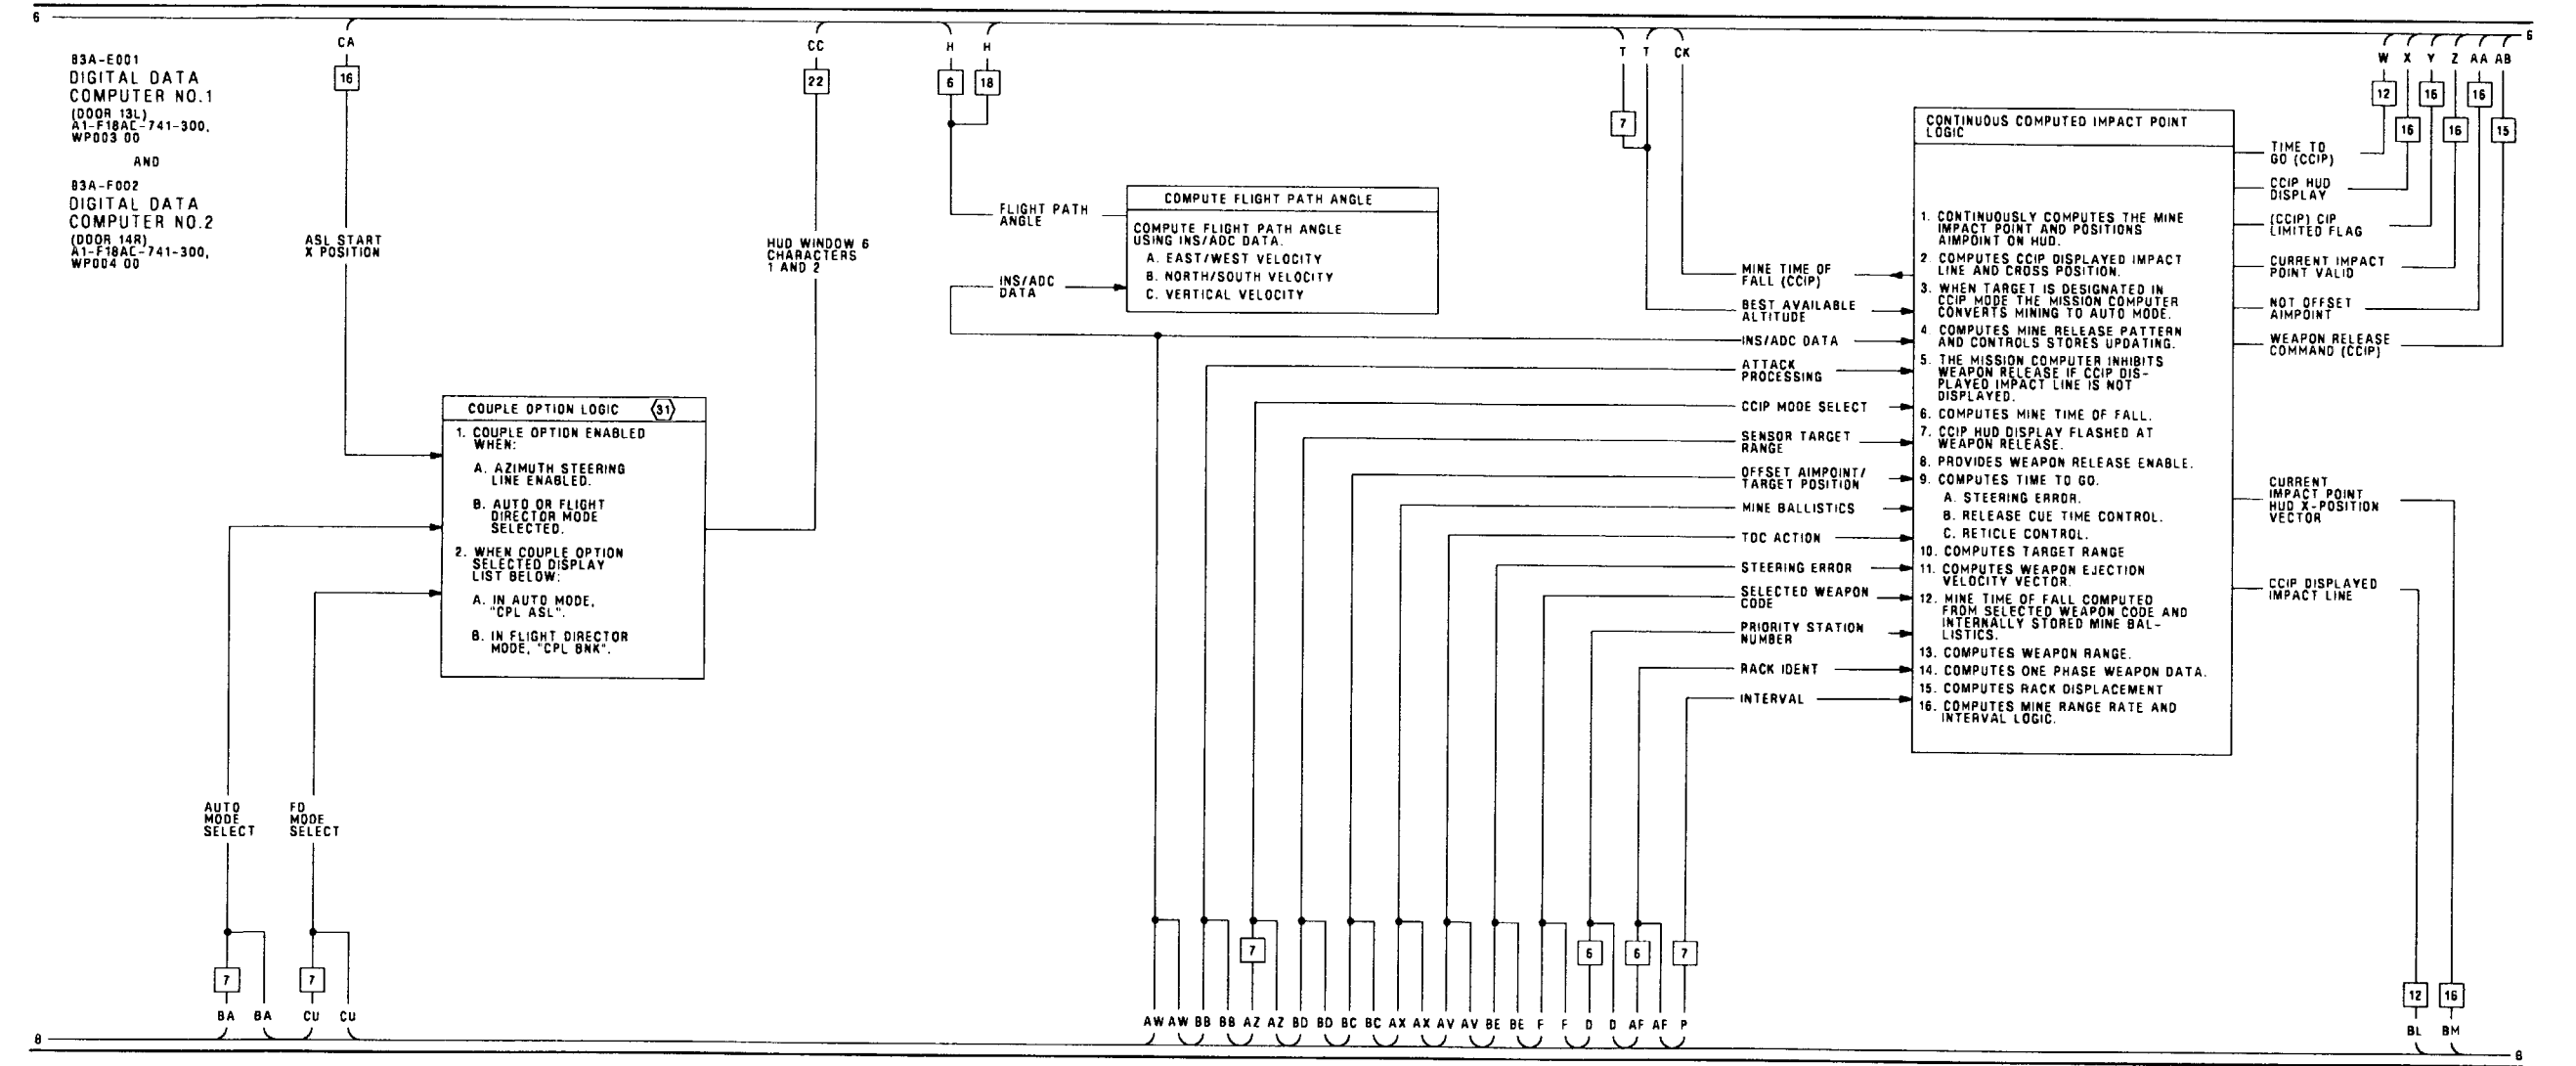 6
CA
CC
H
H
T
T
CK
W
X
Y
Z
AA
AB
6
16
22
6
18
7
12
16
16
16
16
15
83A-E001
DIGITAL DATA
COMPUTER NO.1
(DOOR 13L)
A1-F18AC-741-300,
WP003 00
AND
83A-F002
DIGITAL DATA
COMPUTER NO.2
(DOOR 14R)
A1-F18AC-741-300,
WP004 00
ASL START
X POSITION
HUD WINDOW 6
CHARACTERS
1 AND 2
COUPLE OPTION LOGIC
31
1. COUPLE OPTION ENABLED
WHEN:
A. AZIMUTH STEERING
LINE ENABLED.
B. AUTO OR FLIGHT
DIRECTOR MODE
SELECTED.
2. WHEN COUPLE OPTION
SELECTED DISPLAY
LIST BELOW:
A. IN AUTO MODE,
"CPL ASL".
B. IN FLIGHT DIRECTOR
MODE, "CPL BNK".
AUTO
MODE
SELECT
FD
MODE
SELECT
7
7
BA
BA
CU
CU
FLIGHT PATH
ANGLE
INS/ADC
DATA
COMPUTE FLIGHT PATH ANGLE
COMPUTE FLIGHT PATH ANGLE
USING INS/ADC DATA.
A. EAST/WEST VELOCITY
B. NORTH/SOUTH VELOCITY
C. VERTICAL VELOCITY
MINE TIME OF
FALL (CCIP)
BEST AVAILABLE
ALTITUDE
INS/ADC DATA
ATTACK
PROCESSING
CCIP MODE SELECT
SENSOR TARGET
RANGE
OFFSET AIMPOINT/
TARGET POSITION
MINE BALLISTICS
TDC ACTION
STEERING ERROR
SELECTED WEAPON
CODE
PRIORITY STATION
NUMBER
RACK IDENT
INTERVAL
CONTINUOUS COMPUTED IMPACT POINT
LOGIC
1. CONTINUOUSLY COMPUTES THE MINE
IMPACT POINT AND POSITIONS
AIMPOINT ON HUD.
2. COMPUTES CCIP DISPLAYED IMPACT
LINE AND CROSS POSITION.
3. WHEN TARGET IS DESIGNATED IN
CCIP MODE THE MISSION COMPUTER
CONVERTS MINING TO AUTO MODE.
4 COMPUTES MINE RELEASE PATTERN
AND CONTROLS STORES UPDATING.
5. THE MISSION COMPUTER INHIBITS
WEAPON RELEASE IF CCIP DIS-
PLAYED IMPACT LINE IS NOT
DISPLAYED.
6. COMPUTES MINE TIME OF FALL.
7. CCIP HUD DISPLAY FLASHED AT
WEAPON RELEASE.
8. PROVIDES WEAPON RELEASE ENABLE.
9. COMPUTES TIME TO GO.
A. STEERING ERROR.
B. RELEASE CUE TIME CONTROL.
C. RETICLE CONTROL.
10. COMPUTES TARGET RANGE
11. COMPUTES WEAPON EJECTION
VELOCITY VECTOR.
12. MINE TIME OF FALL COMPUTED
FROM SELECTED WEAPON CODE AND
INTERNALLY STORED MINE BAL-
LISTICS.
13. COMPUTES WEAPON RANGE.
14. COMPUTES ONE PHASE WEAPON DATA.
15. COMPUTES RACK DISPLACEMENT
16. COMPUTES MINE RANGE RATE AND
INTERVAL LOGIC.
TIME TO
GO (CCIP)
CCIP HUD
DISPLAY
(CCIP) CIP
LIMITED FLAG
CURRENT IMPACT
POINT VALID
NOT OFFSET
AIMPOINT
WEAPON RELEASE
COMMAND (CCIP)
CURRENT
IMPACT POINT
HUD X-POSITION
VECTOR
CCIP DISPLAYED
IMPACT LINE
7
6
6
7
12
16
AW
AW
BB
BB
AZ
AZ
BD
BD
BC
BC
AX
AX
AV
AV
BE
BE
F
F
D
D
AF
AF
P
BL
BM
8
8